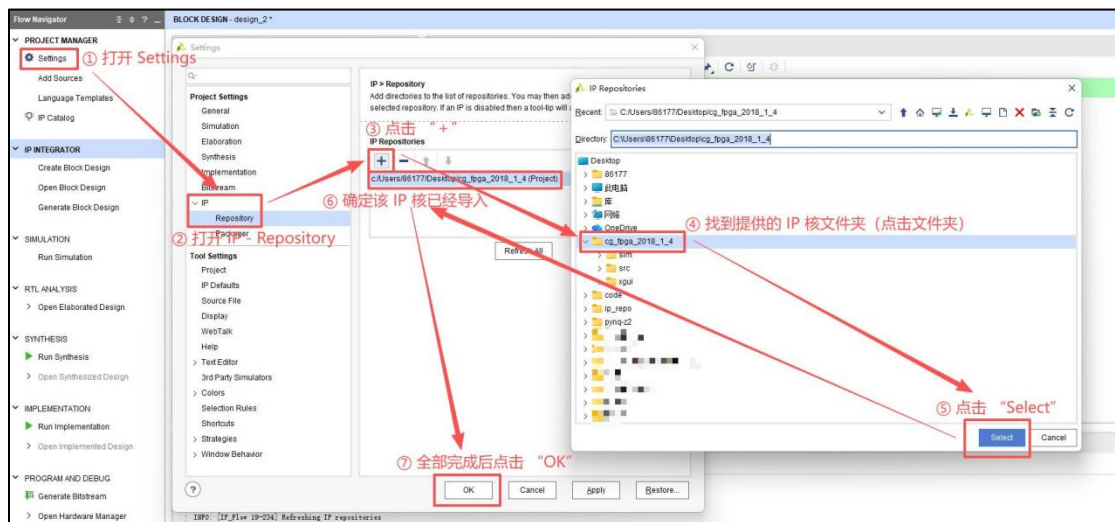 Flow Navigator
PROJECT MANAGER
Settings
Add Sources
Language Templates
IP Catalog
IP INTEGRATOR
Create Block Design
Open Block Design
Generate Block Design
SIMULATION
Run Simulation
RTL ANALYSIS
Open Elaborated Design
SYNTHESIS
Run Synthesis
Open Synthesized Design
IMPLEMENTATION
Run Implementation
Open Implemented Design
PROGRAM AND DEBUG
Generate Bitstream
Open Hardware Manager
BLOCK DESIGN - design_2 *
① 打开 Settings
Settings
Project Settings
General
Simulation
Elaboration
Synthesis
Implementation
Bitstream
IP
Repository
Packager
② 打开 IP - Repository
Tool Settings
Project
IP Defaults
Source File
Display
WebTalk
Help
Text Editor
3rd Party Simulators
Colors
Selection Rules
Shortcuts
Strategies
Window Behavior
IP > Repository
Add directories to the list of repositories. You may then ad
selected repository. If an IP is disabled then a tool-tip will
③ 点击 “+”
IP Repositories
c:/Users/86177/Desktop/cg_fpga_2018_1_4 (Project)
⑥ 确定该 IP 核已经导入
Refresh All
⑦ 全部完成后点击 “OK”
OK
Cancel
Apply
Restore...
INFO: [IP_Flow 19-234] Refreshing IP repositories
IP Repositories
Recent: C:/Users/86177/Desktop/cg_fpga_2018_1_4
Directory: C:\Users\86177\Desktop\cg_fpga_2018_1_4
Desktop
86177
此电脑
库
网络
OneDrive
cg_fpga_2018_1_4
④ 找到提供的 IP 核文件夹（点击文件夹）
sim
src
xgui
code
ip_repo
pynq-z2
⑤ 点击 “Select”
Select
Cancel